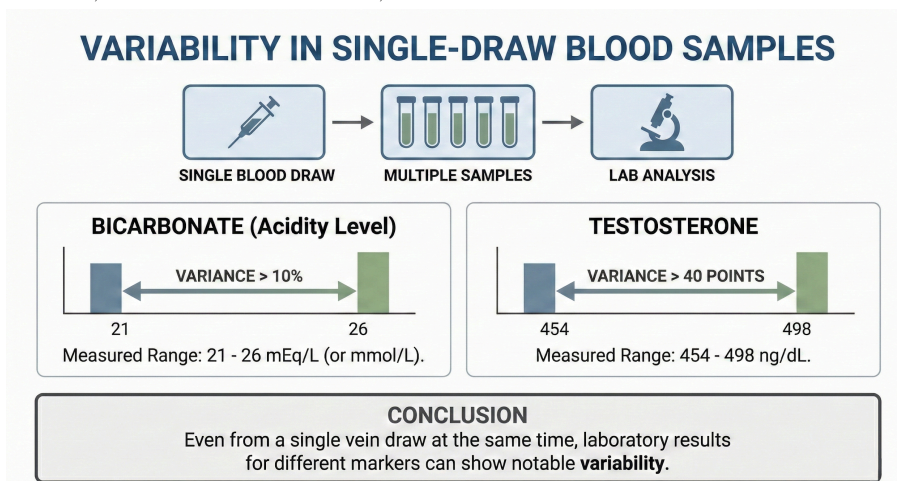 VARIABILITY IN SINGLE-DRAW BLOOD SAMPLES
SINGLE BLOOD DRAW
MULTIPLE SAMPLES
LAB ANALYSIS
BICARBONATE (Acidity Level)
VARIANCE > 10%
21
26
Measured Range: 21 - 26 mEq/L (or mmol/L).
TESTOSTERONE
VARIANCE > 40 POINTS
454
498
Measured Range: 454 - 498 ng/dL.
CONCLUSION
Even from a single vein draw at the same time, laboratory results
for different markers can show notable variability.